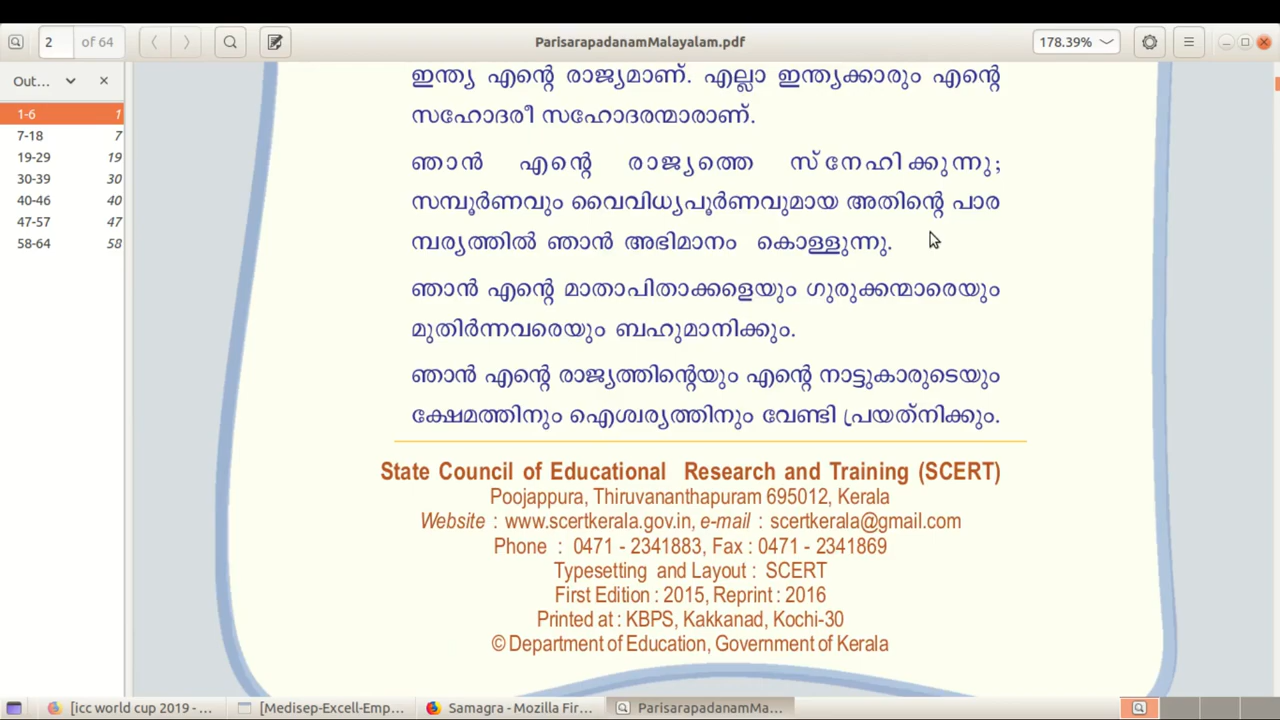 2 of 64
ParisarapadanamMalayalam.pdf
178.39%
Out...
1-6 1
7-18 7
19-29 19
30-39 30
40-46 40
47-57 47
58-64 58
ഇന്ത്യ എന്റെ രാജ്യമാണ്. എല്ലാ ഇന്ത്യക്കാരും എന്റെ
സഹോദരീ സഹോദരന്മാരാണ്.
ഞാൻ എന്റെ രാജ്യത്തെ സ്നേഹിക്കുന്നു;
സമ്പൂർണവും വൈവിധ്യപൂർണവുമായ അതിന്റെ പാര
മ്പര്യത്തിൽ ഞാൻ അഭിമാനം കൊള്ളുന്നു.
ഞാൻ എന്റെ മാതാപിതാക്കളെയും ഗുരുക്കന്മാരെയും
മുതിർന്നവരെയും ബഹുമാനിക്കും.
ഞാൻ എന്റെ രാജ്യത്തിന്റെയും എന്റെ നാട്ടുകാരുടെയും
ക്ഷേമത്തിനും ഐശ്വര്യത്തിനും വേണ്ടി പ്രയത്നിക്കും.
State Council of Educational Research and Training (SCERT)
Poojappura, Thiruvananthapuram 695012, Kerala
Website : www.scertkerala.gov.in, e-mail : scertkerala@gmail.com
Phone : 0471 - 2341883, Fax : 0471 - 2341869
Typesetting and Layout : SCERT
First Edition : 2015, Reprint : 2016
Printed at : KBPS, Kakkanad, Kochi-30
© Department of Education, Government of Kerala
[icc world cup 2019 - ... [Medisep-Excell-Emp... Samagra - Mozilla Fir... ParisarapadanamMa...